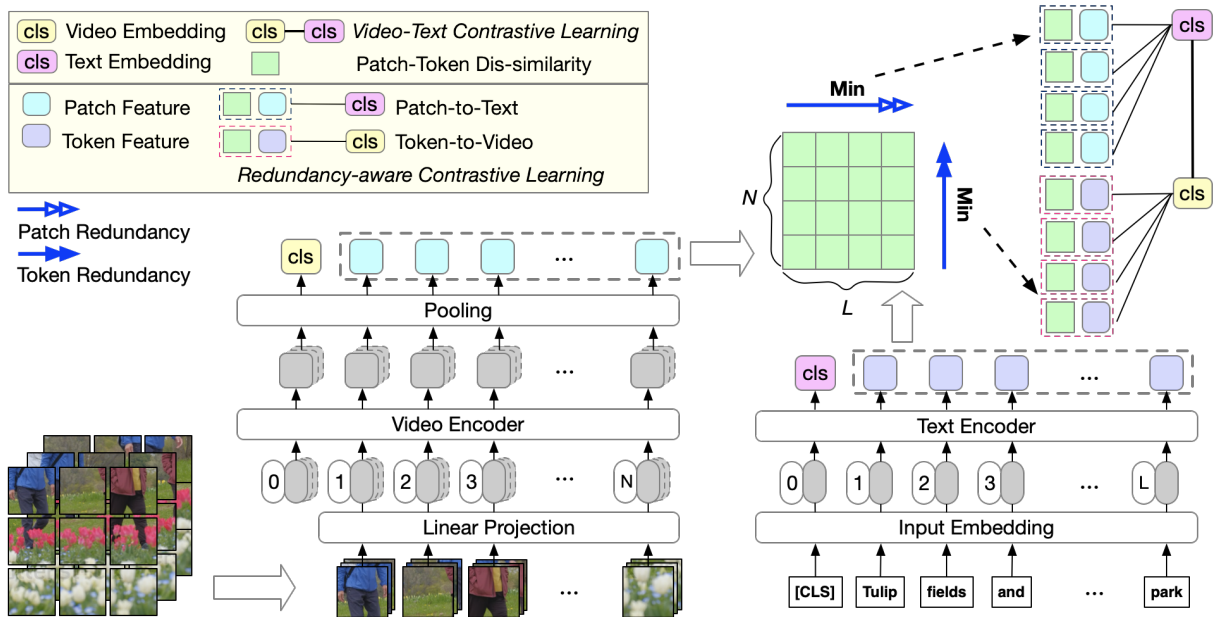 cls Video Embedding cls cls Video-Text Contrastive Learning
cls Text Embedding Patch-Token Dis-similarity
Patch Feature cls Patch-to-Text
Token Feature cls Token-to-Video
Redundancy-aware Contrastive Learning
Patch Redundancy
Token Redundancy
cls ...
Pooling
...
Video Encoder
0 1 2 3 ... N
Linear Projection
...
Min
N
L
Min
cls
cls
cls ...
Text Encoder
0 1 2 3 ... L
Input Embedding
[CLS] Tulip fields and ... park